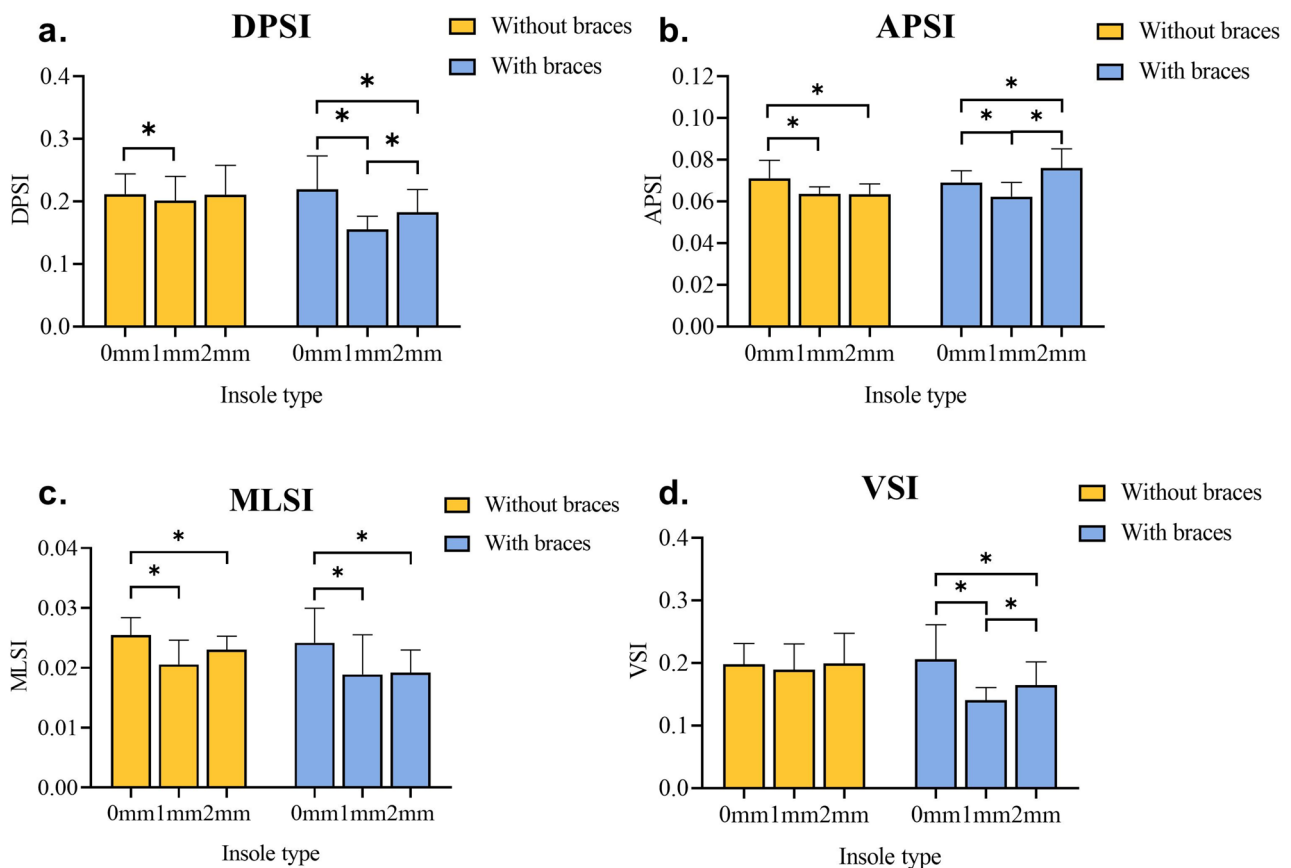 a.
DPSI
Without braces
With braces
DPSI
0.4
0.3
0.2
0.1
0.0
* * * *
0mm1mm2mm 0mm1mm2mm
Insole type
b.
APSI
Without braces
With braces
APSI
0.12
0.10
0.08
0.06
0.04
0.02
0.00
* * * * *
0mm1mm2mm 0mm1mm2mm
Insole type
c.
MLSI
Without braces
With braces
MLSI
0.04
0.03
0.02
0.01
0.00
* * * *
0mm1mm2mm 0mm1mm2mm
Insole type
d.
VSI
Without braces
With braces
VSI
0.4
0.3
0.2
0.1
0.0
* * *
0mm1mm2mm 0mm1mm2mm
Insole type